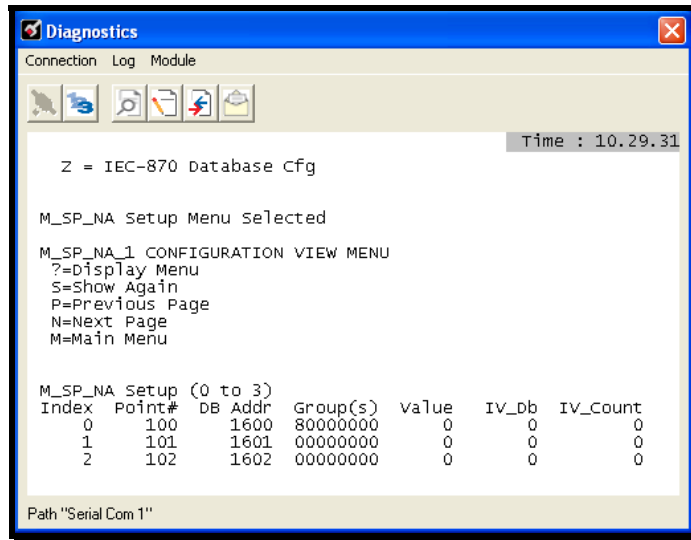 Diagnostics
Connection Log Module
Time : 10.29.31
Z = IEC-870 Database Cfg
M_SP_NA Setup Menu Selected
M_SP_NA_1 CONFIGURATION VIEW MENU
?=Display Menu
S=Show Again
P=Previous Page
N=Next Page
M=Main Menu
M_SP_NA Setup (0 to 3)
Index Point# DB Addr Group(s) Value IV_Db IV_Count
0 100 1600 80000000 0 0 0
1 101 1601 00000000 0 0 0
2 102 1602 00000000 0 0 0
Path "Serial Com 1"